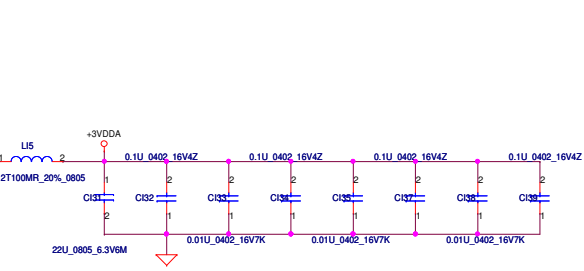 +3VDDA
LI5
1 2
0.1U_0402_16V4Z 0.1U_0402_16V4Z 0.1U_0402_16V4Z 0.1U_0402_16V4Z
2T100MR_20%_0805
1 2 2 2 2 2 2 2
CI31 CI32 CI33 CI34 CI35 CI37 CI38 CI39
2 1 1 1 1 1 1 1
0.01U_0402_16V7K 0.01U_0402_16V7K 0.01U_0402_16V7K
22U_0805_6.3V6M